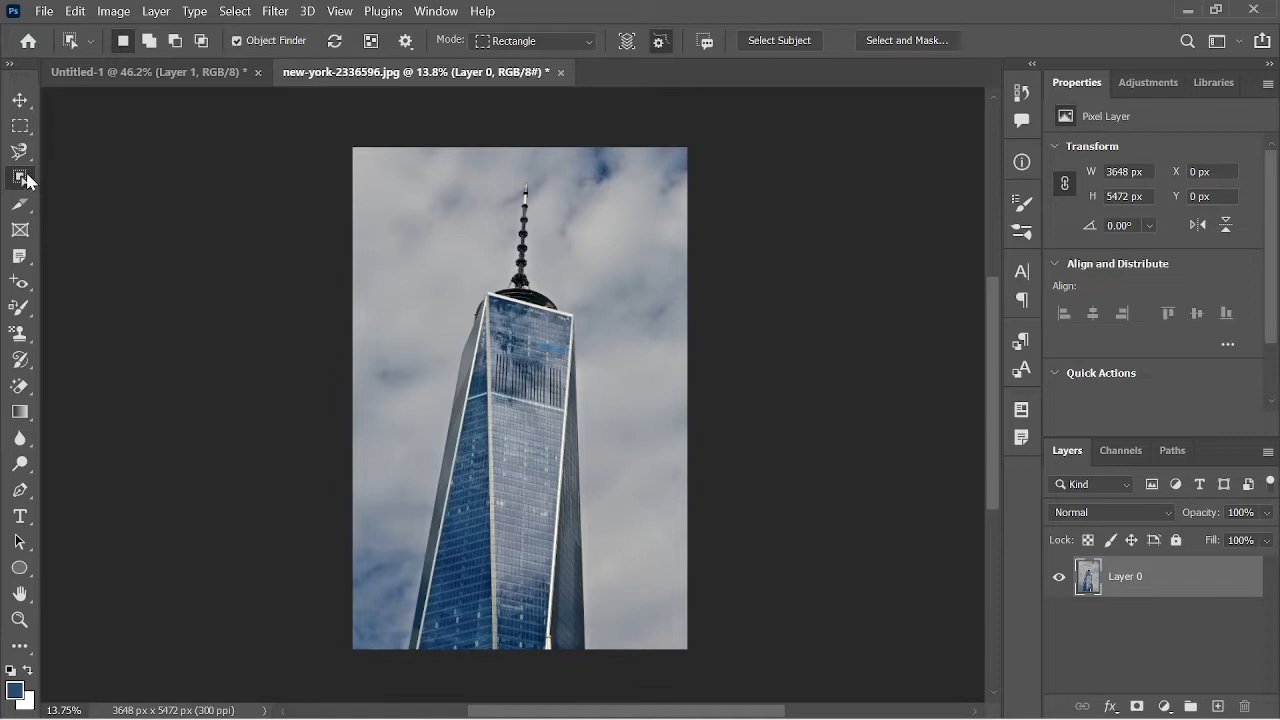 Ps File Edit Image Layer Type Select Filter 3D View Plugins Window Help
Object Finder Mode: Rectangle Select Subject Select and Mask...
Untitled-1 @ 46.2% (Layer 1, RGB/8) * × new-york-2336596.jpg @ 13.8% (Layer 0, RGB/8#) * ×
Properties Adjustments Libraries
Pixel Layer
Transform
W 3648 px X 0 px
H 5472 px Y 0 px
0.00°
Align and Distribute
Align:
...
Quick Actions
Layers Channels Paths
Kind
Normal Opacity: 100%
Lock: Fill: 100%
Layer 0
13.75% 3648 px x 5472 px (300 ppi)